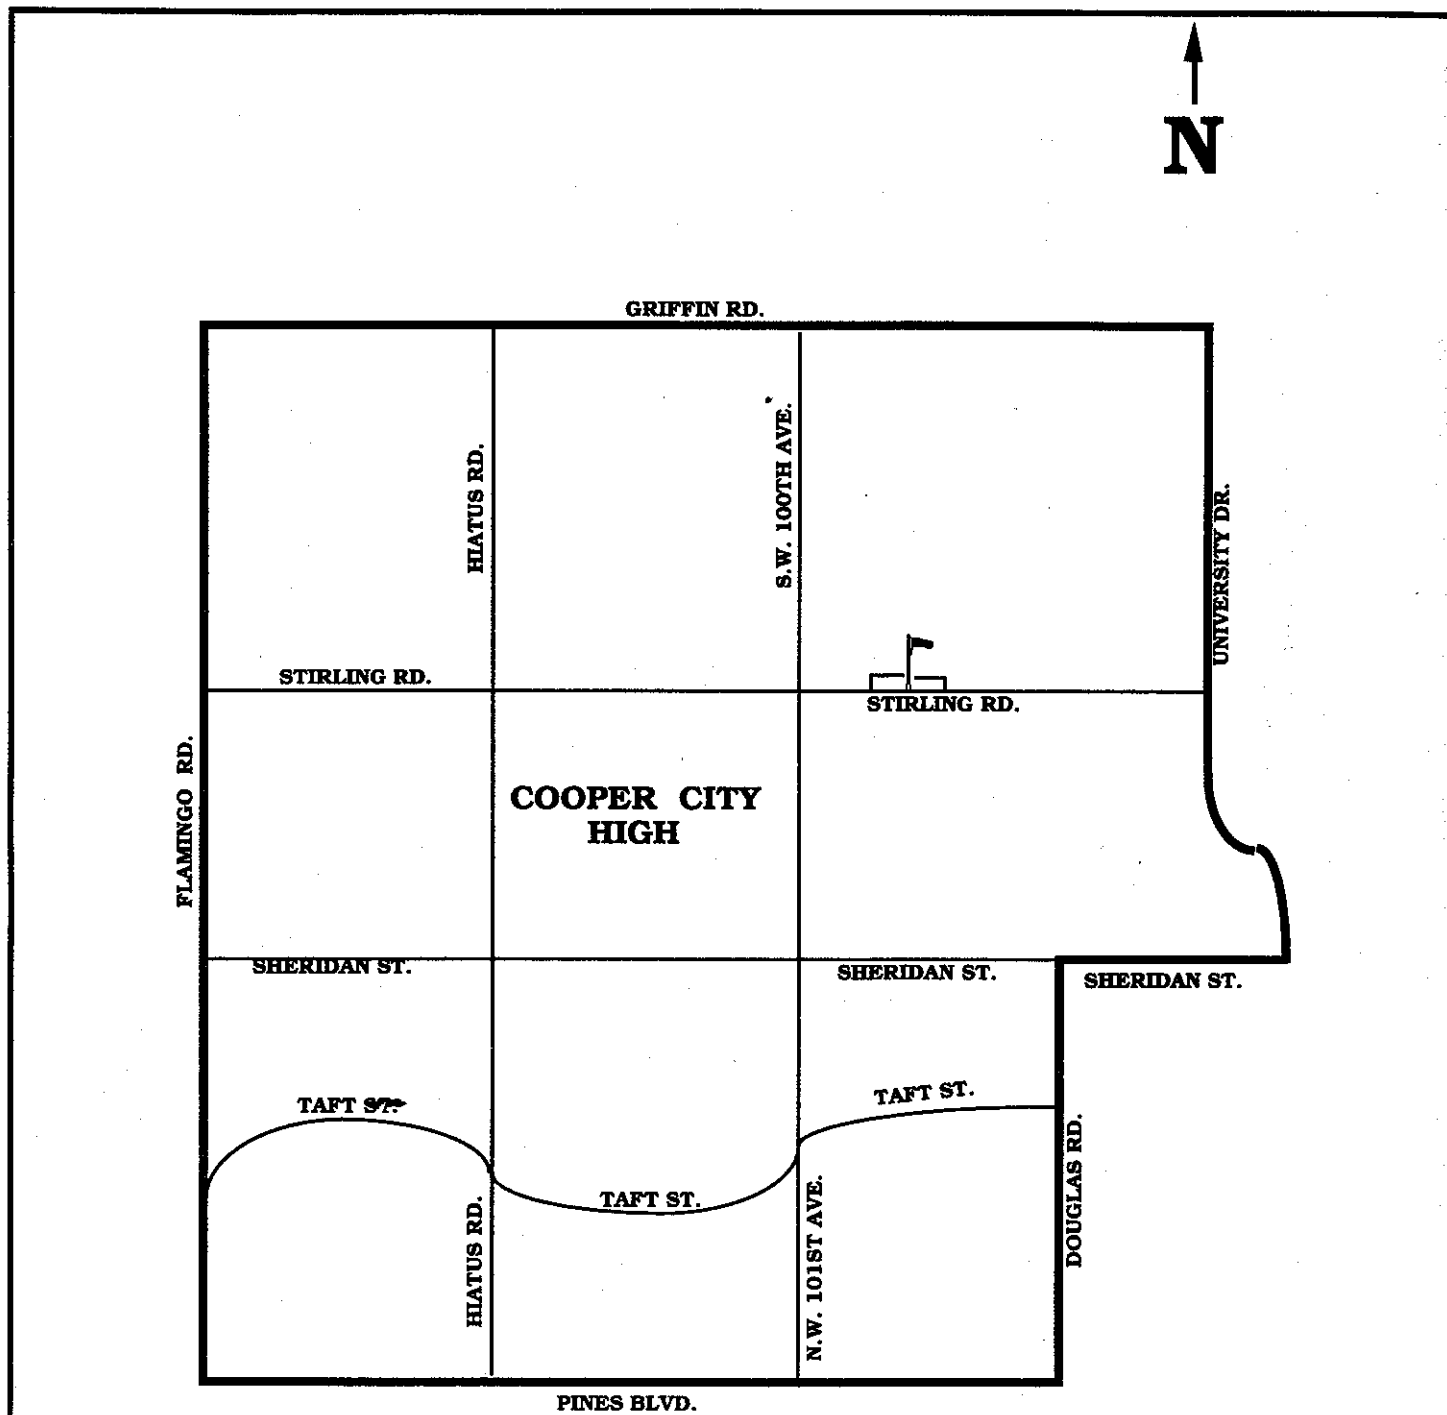 N
GRIFFIN RD.
HIATUS RD.
S.W. 100TH AVE.
UNIVERSITY DR.
STIRLING RD.
STIRLING RD.
FLAMINGO RD.
COOPER CITY
HIGH
SHERIDAN ST.
SHERIDAN ST.
SHERIDAN ST.
TAFT ST.
TAFT ST.
TAFT ST.
HIATUS RD.
N.W. 101ST AVE.
DOUGLAS RD.
PINES BLVD.